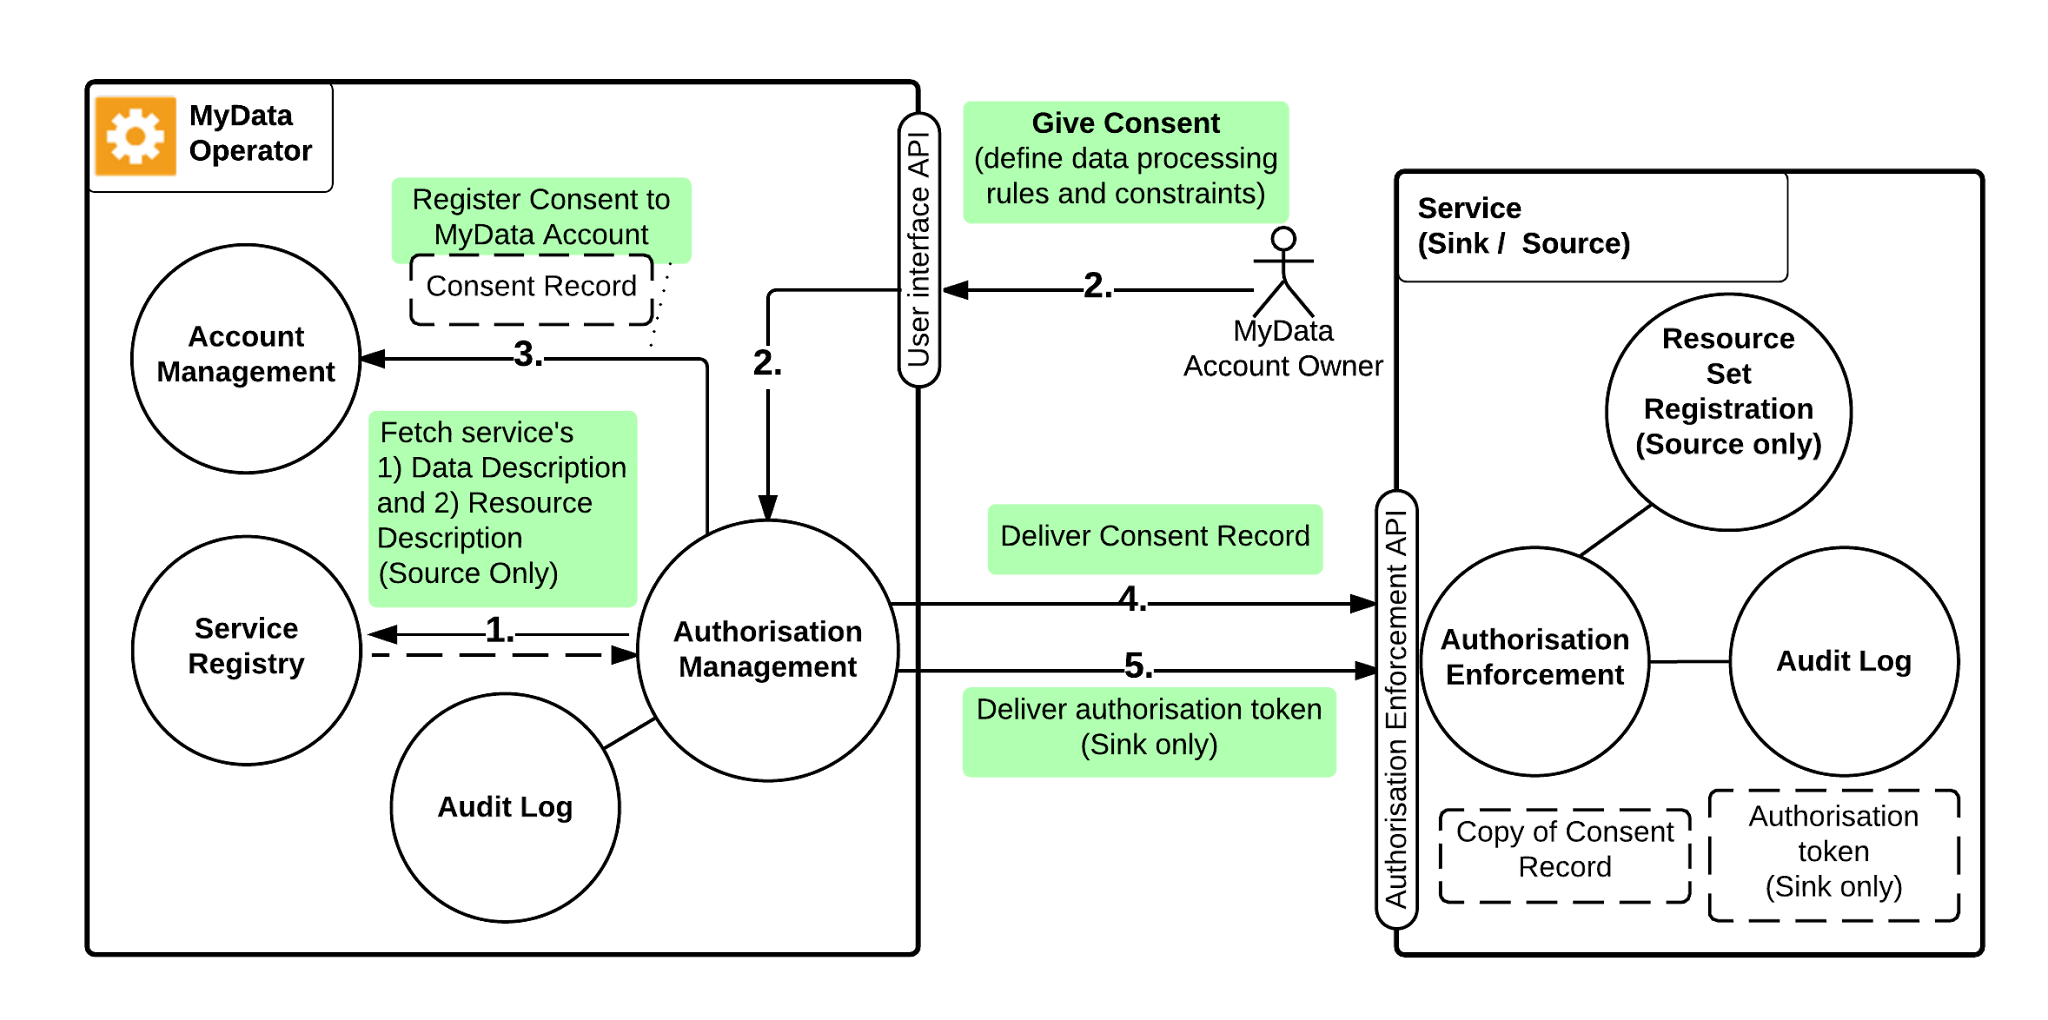 MyData
Operator
Register Consent to
MyData Account
Consent Record
Account
Management
3.
2.
User interface API
Give Consent
(define data processing
rules and constraints)
2.
MyData
Account Owner
Fetch service's
1) Data Description
and 2) Resource
Description
(Source Only)
Service
Registry
1.
Authorisation
Management
Audit Log
Deliver Consent Record
4.
5.
Deliver authorisation token
(Sink only)
Authorisation Enforcement API
Service
(Sink / Source)
Resource
Set
Registration
(Source only)
Authorisation
Enforcement
Audit Log
Copy of Consent
Record
Authorisation
token
(Sink only)